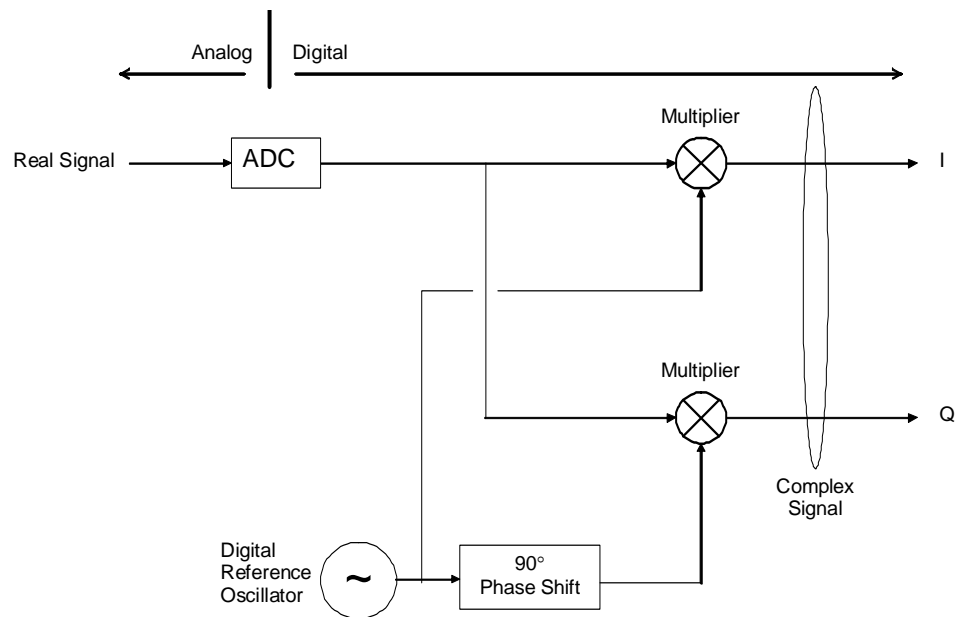 Analog
Digital
Multiplier
Real Signal
ADC
I
Multiplier
Q
Complex
Signal
Digital
Reference
Oscillator
~
90°
Phase Shift